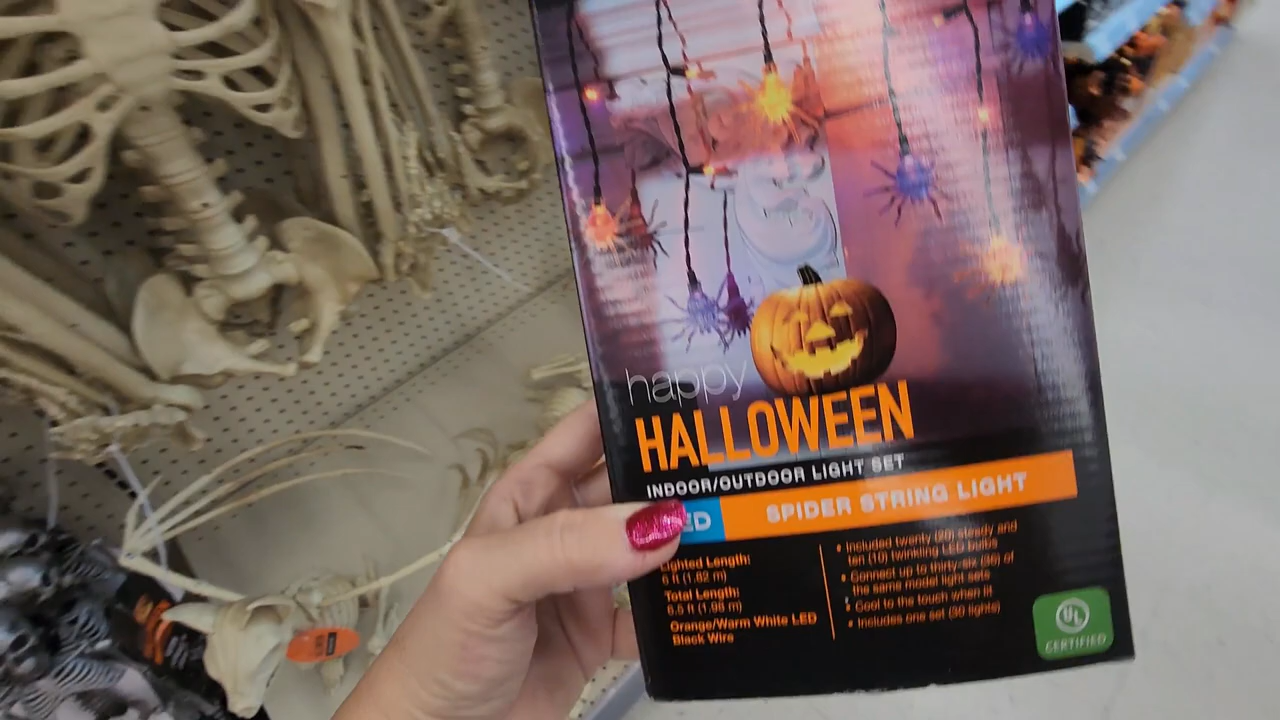 happy
HALLOWEEN
INDOOR/OUTDOOR LIGHT SET
ED
SPIDER STRING LIGHT
Lighted Length:
6 ft (1.82 m)
Total Length:
6.5 ft (1.98 m)
Orange/Warm White LED
Black Wire
• Included twenty (20) steady and
ten (10) twinkling LED bulbs
• Connect up to thirty-six (36) of
the same model light sets
• Cool to the touch when lit
• Includes one set (30 lights)
UL
CERTIFIED